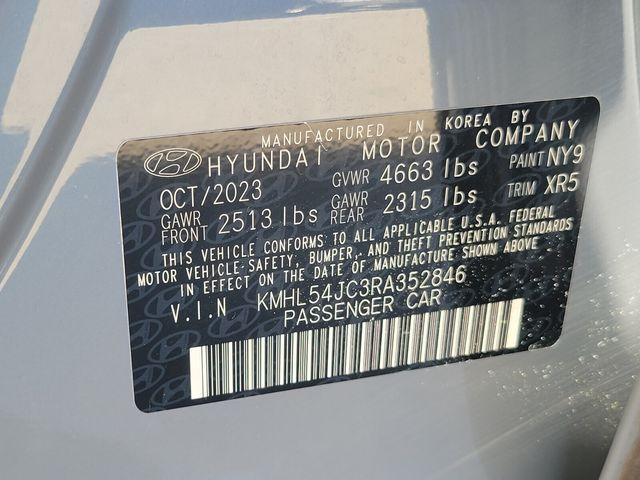 MANUFACTURED IN KOREA BY
HYUNDAI MOTOR COMPANY
OCT/2023 GVWR 4663 lbs PAINT NY9
GAWR FRONT 2513 lbs GAWR REAR 2315 lbs TRIM XR5
THIS VEHICLE CONFORMS TO ALL APPLICABLE U.S.A. FEDERAL
MOTOR VEHICLE SAFETY, BUMPER, AND THEFT PREVENTION STANDARDS
IN EFFECT ON THE DATE OF MANUFACTURE SHOWN ABOVE
V.I.N KMHL54JC3RA352846
PASSENGER CAR